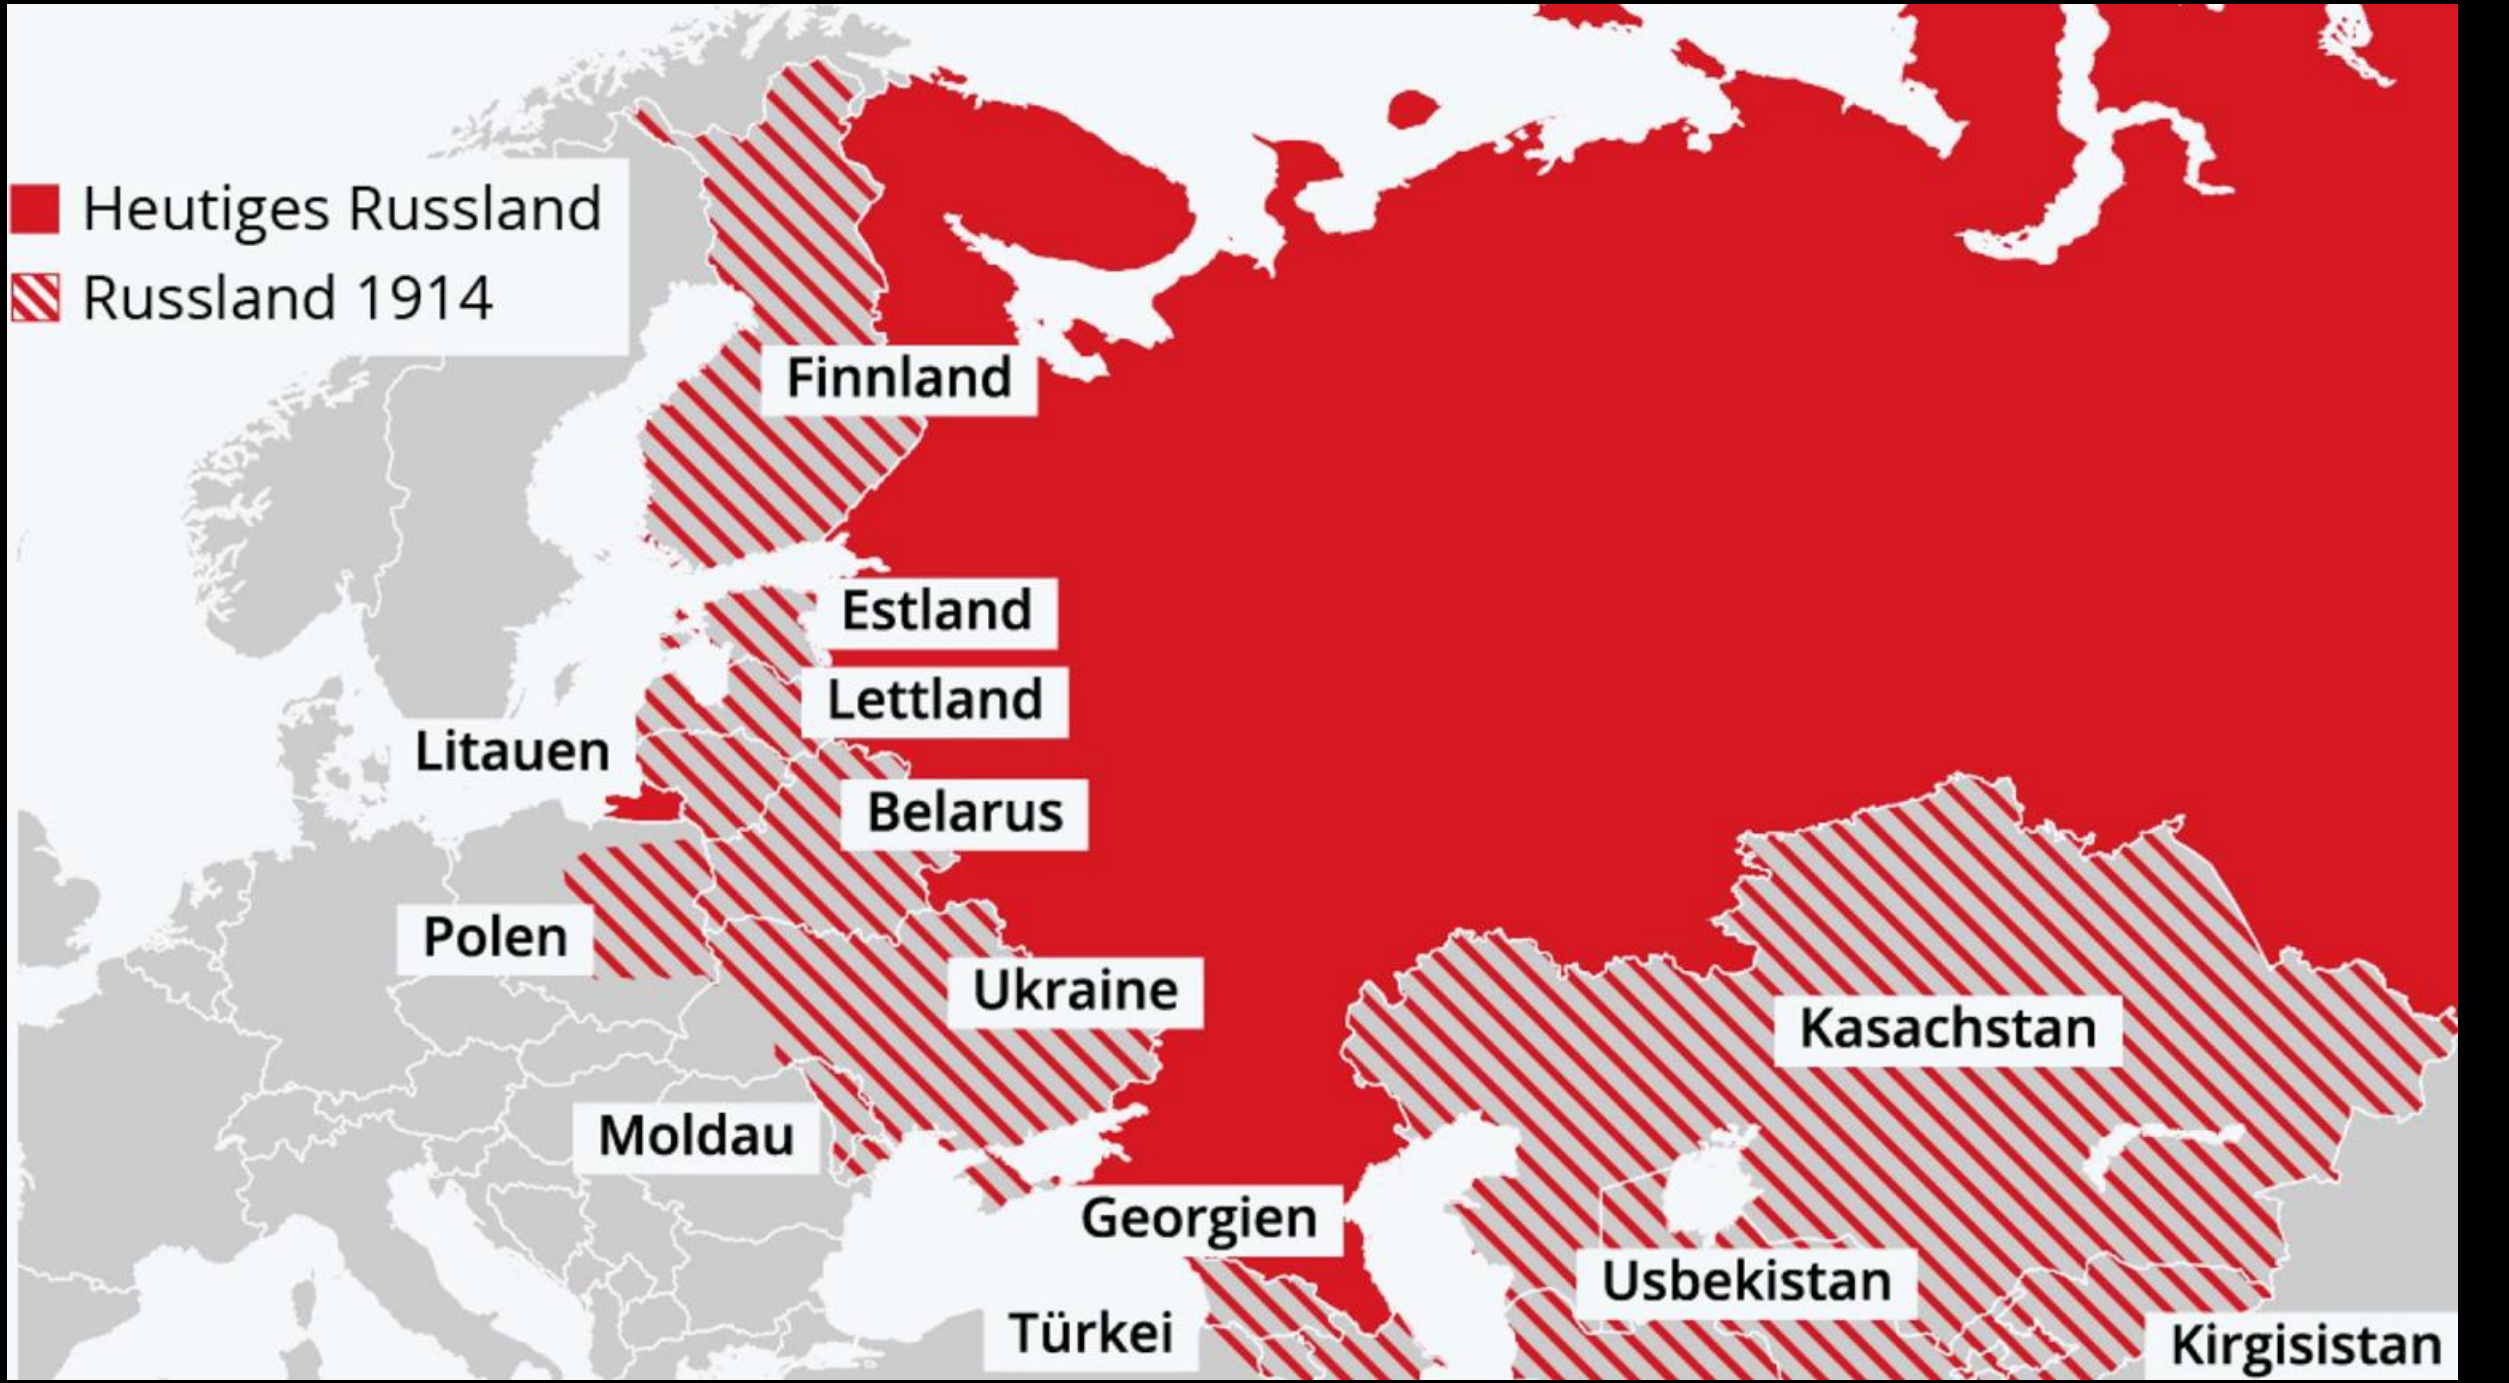 Heutiges Russland
Russland 1914
Finnland
Estland
Lettland
Litauen
Belarus
Polen
Ukraine
Kasachstan
Moldau
Georgien
Usbekistan
Türkei
Kirgisistan